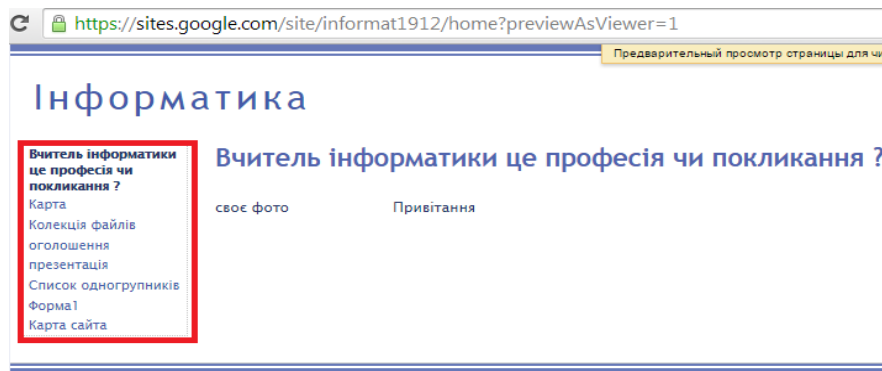 https://sites.google.com/site/informat1912/home?previewAsViewer=1
Предварительный просмотр страницы для
Інформатика
Вчитель інформатики
це професія чи
покликання ?
Карта
Колекція файлів
оголошення
презентація
Список одногрупників
Форма1
Карта сайта
Вчитель інформатики це професія чи покликання ?
своє фото Привітання